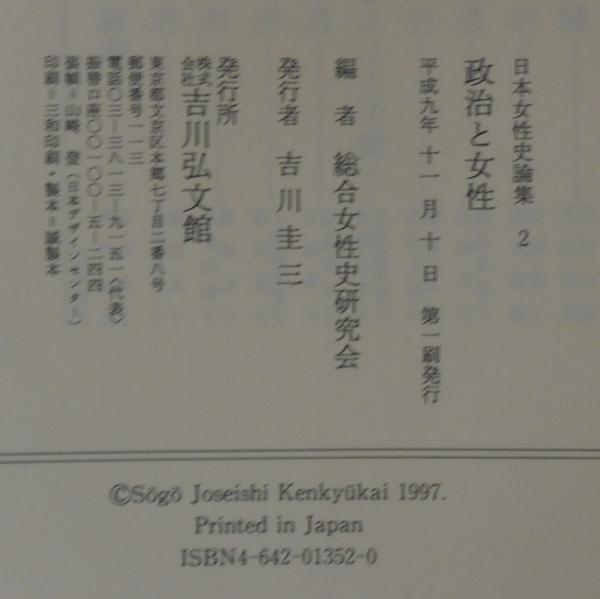 日本女性史論集 2
政治と女性
平成九年十一月十日 第一刷発行
編者 総合女性史研究会
発行者 吉川圭三
発行所
株式会社 吉川弘文館
東京都文京区本郷七丁目二番八号
郵便番号一一三
電話〇三―三八一三―九一五一〈代表〉
振替口座〇〇一〇〇―五―二四四
装幀=山崎 登〈日本デザインセンター〉
印刷=三和印刷・製本=誠製本
©Sōgō Joseishi Kenkyūkai 1997.
Printed in Japan
ISBN4-642-01352-0